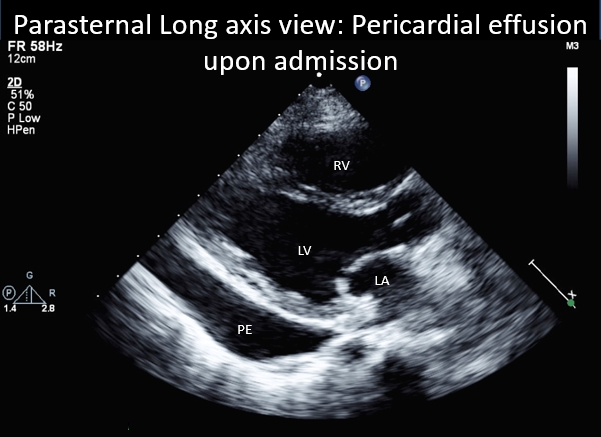 Parasternal Long axis view: Pericardial effusion
upon admission
FR 58Hz
12cm
M3
2D
51%
C 50
P Low
HPen
P
RV
LV
LA
PE
G
P R
1.4 2.8
x